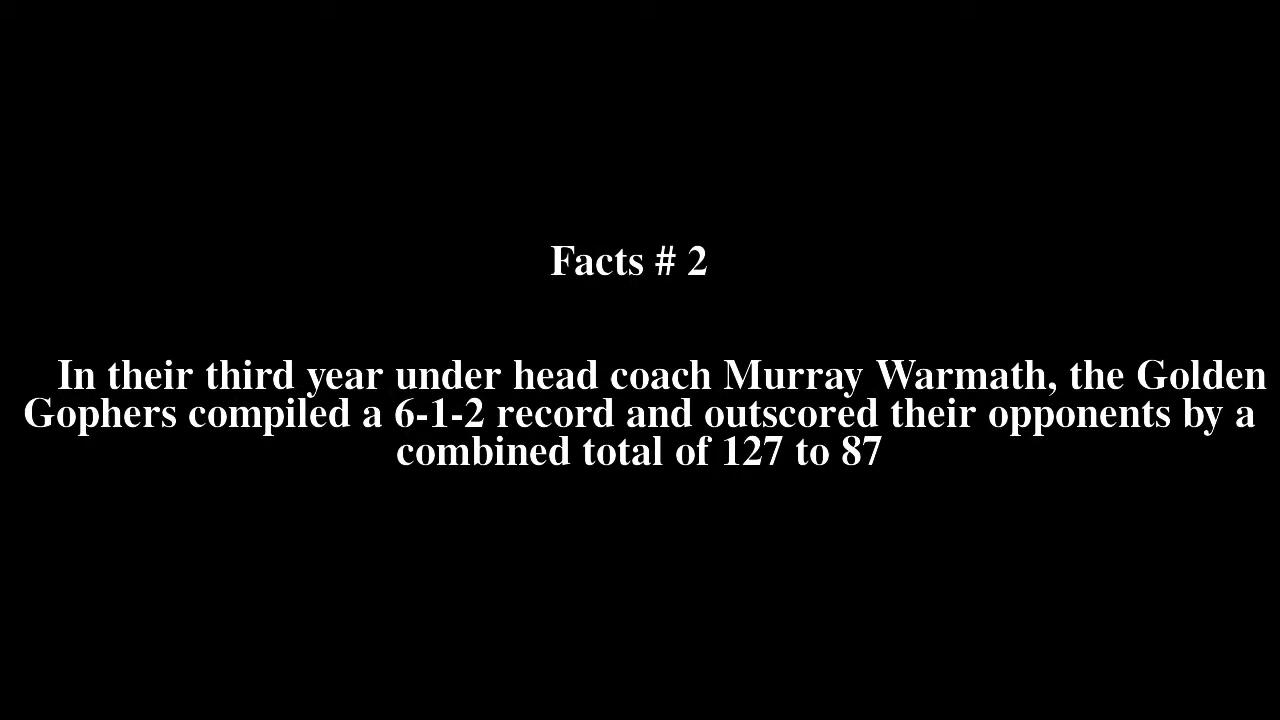 Facts # 2
In their third year under head coach Murray Warmath, the Golden
Gophers compiled a 6-1-2 record and outscored their opponents by a
combined total of 127 to 87